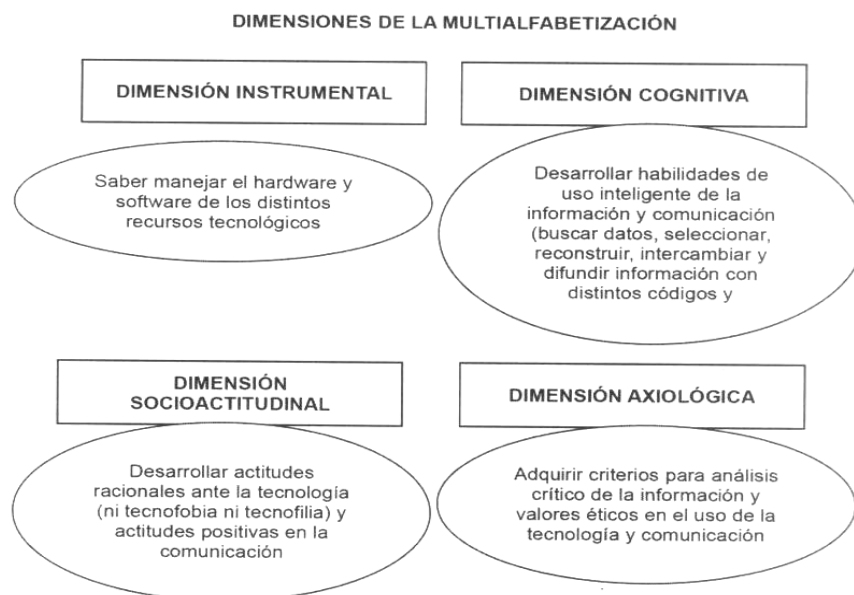 DIMENSIONES DE LA MULTIALFABETIZACIÓN
DIMENSIÓN INSTRUMENTAL
Saber manejar el hardware y
software de los distintos
recursos tecnológicos
DIMENSIÓN COGNITIVA
Desarrollar habilidades de
uso inteligente de la
información y comunicación
(buscar datos, seleccionar,
reconstruir, intercambiar y
difundir información con
distintos códigos y
DIMENSIÓN
SOCIOACTITUDINAL
Desarrollar actitudes
racionales ante la tecnología
(ni tecnofobia ni tecnofilia) y
actitudes positivas en la
comunicación
DIMENSIÓN AXIOLÓGICA
Adquirir criterios para análisis
crítico de la información y
valores éticos en el uso de la
tecnología y comunicación